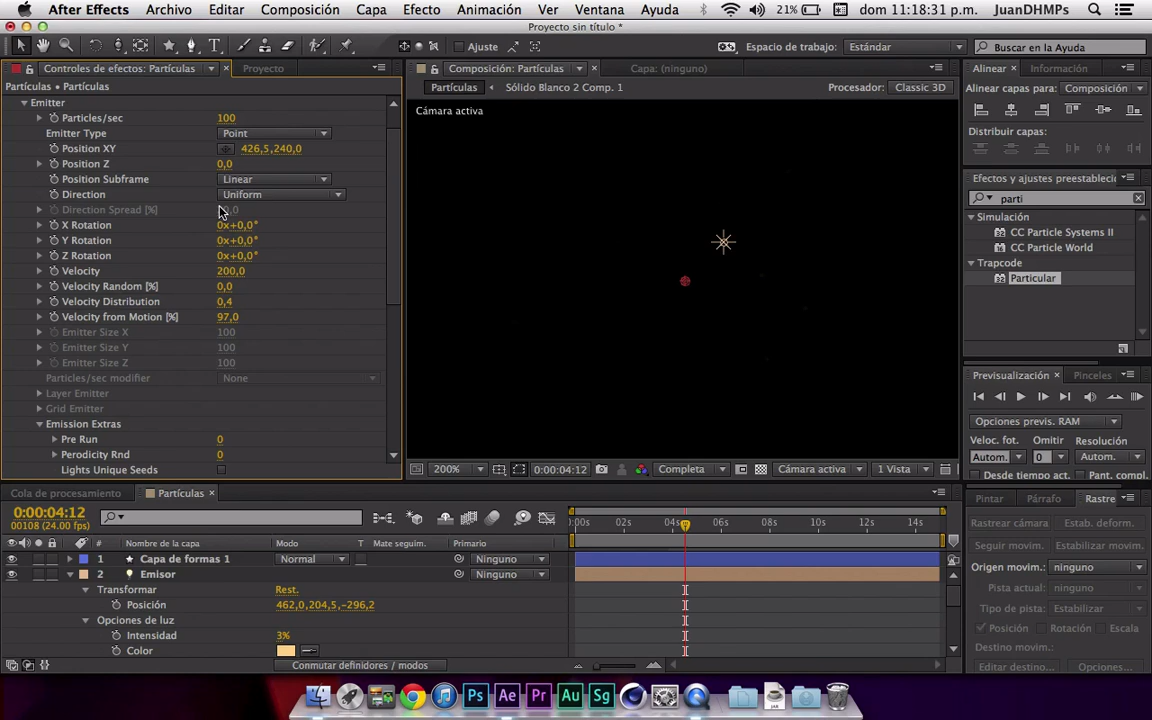 After Effects Archivo Editar Composición Capa Efecto Animación Ver Ventana Ayuda 21% dom 11:18:31 p.m. JuanDHMPs
Proyecto sin título *
Ajuste Espacio de trabajo: Estándar Buscar en la Ayuda
Controles de efectos: Partículas Proyecto
Partículas • Partículas
Emitter
Particles/sec 100
Emitter Type Point
Position XY 426,5,240,0
Position Z 0,0
Position Subframe Linear
Direction Uniform
Direction Spread [%]
X Rotation 0x+0,0°
Y Rotation 0x+0,0°
Z Rotation 0x+0,0°
Velocity 200,0
Velocity Random [%] 0,0
Velocity Distribution 0,4
Velocity from Motion [%] 97,0
Emitter Size X 100
Emitter Size Y 100
Emitter Size Z 100
Particles/sec modifier None
Layer Emitter
Grid Emitter
Emission Extras
Pre Run 0
Perodicity Rnd 0
Lights Unique Seeds
Composición: Partículas Capa: (ninguno)
Partículas Sólido Blanco 2 Comp. 1 Procesador: Classic 3D
Cámara activa
200% 0:00:04:12 Completa Cámara activa 1 Vista
Alinear Información
Alinear capas para: Composición
Distribuir capas:
Efectos y ajustes preestablecio
parti
Simulación
CC Particle Systems II
CC Particle World
Trapcode
Particular
Previsualización Pinceles
Opciones previs. RAM
Veloc. fot. Omitir Resolución
Autom. 0 Autom.
Desde tiempo act. Pant. compl.
Pintar Párrafo Rastre
Rastrear cámara Estab. deform.
Seguir movim. Estabilizar movim.
Origen movim.: ninguno
Pista actual: ninguno
Tipo de pista: Estabilizar
Posición Rotación Escala
Destino movim.:
Editar destino... Opciones...
Cola de procesamiento Partículas
0:00:04:12
00108 (24.00 fps)
Nombre de la capa Modo T Mate seguim. Primario
1 Capa de formas 1 Normal Ninguno
2 Emisor Ninguno
Transformar Rest.
Posición 462,0,204,5,-296,2
Opciones de luz
Intensidad 3%
Color
Conmutar definidores / modos
:00s 02s 04s 06s 08s 10s 12s 14s
Ps Ae Pr Au Sg